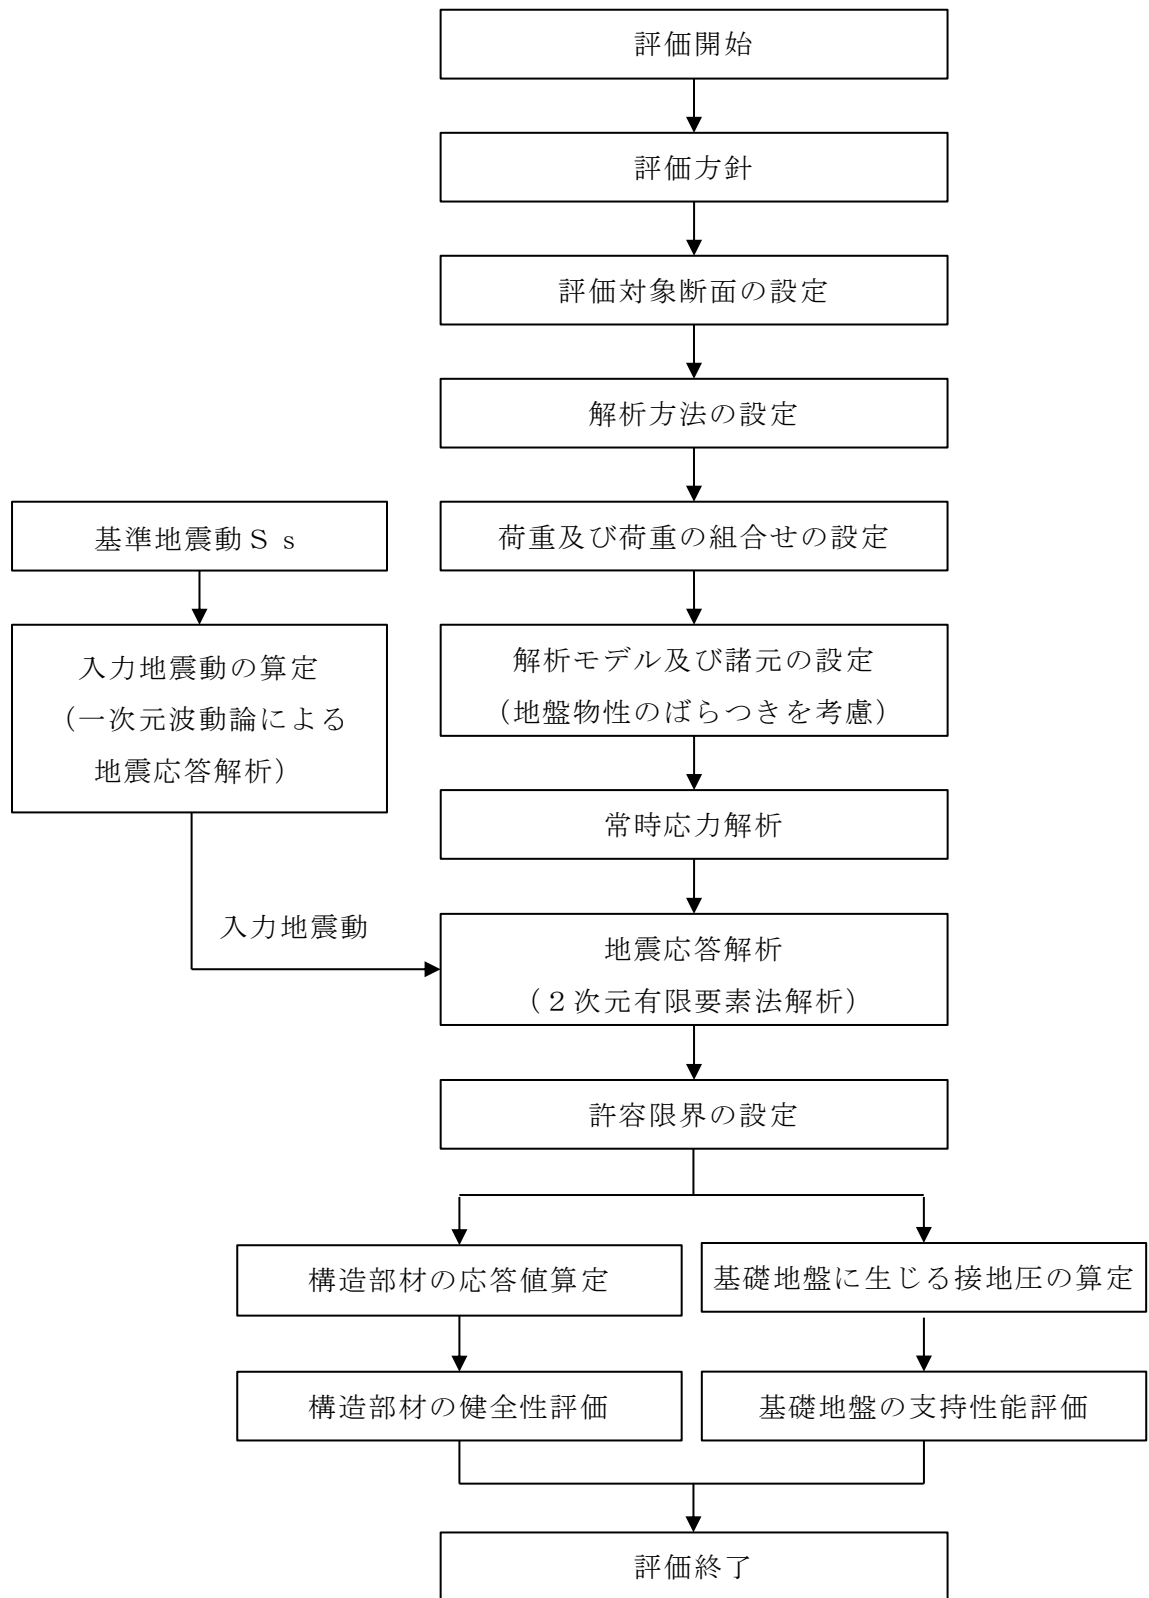 評価開始
評価方針
評価対象断面の設定
解析方法の設定
基準地震動Ｓｓ
荷重及び荷重の組合せの設定
入力地震動の算定
（一次元波動論による
地震応答解析）
解析モデル及び諸元の設定
（地盤物性のばらつきを考慮）
常時応力解析
入力地震動
地震応答解析
（２次元有限要素法解析）
許容限界の設定
構造部材の応答値算定
基礎地盤に生じる接地圧の算定
構造部材の健全性評価
基礎地盤の支持性能評価
評価終了